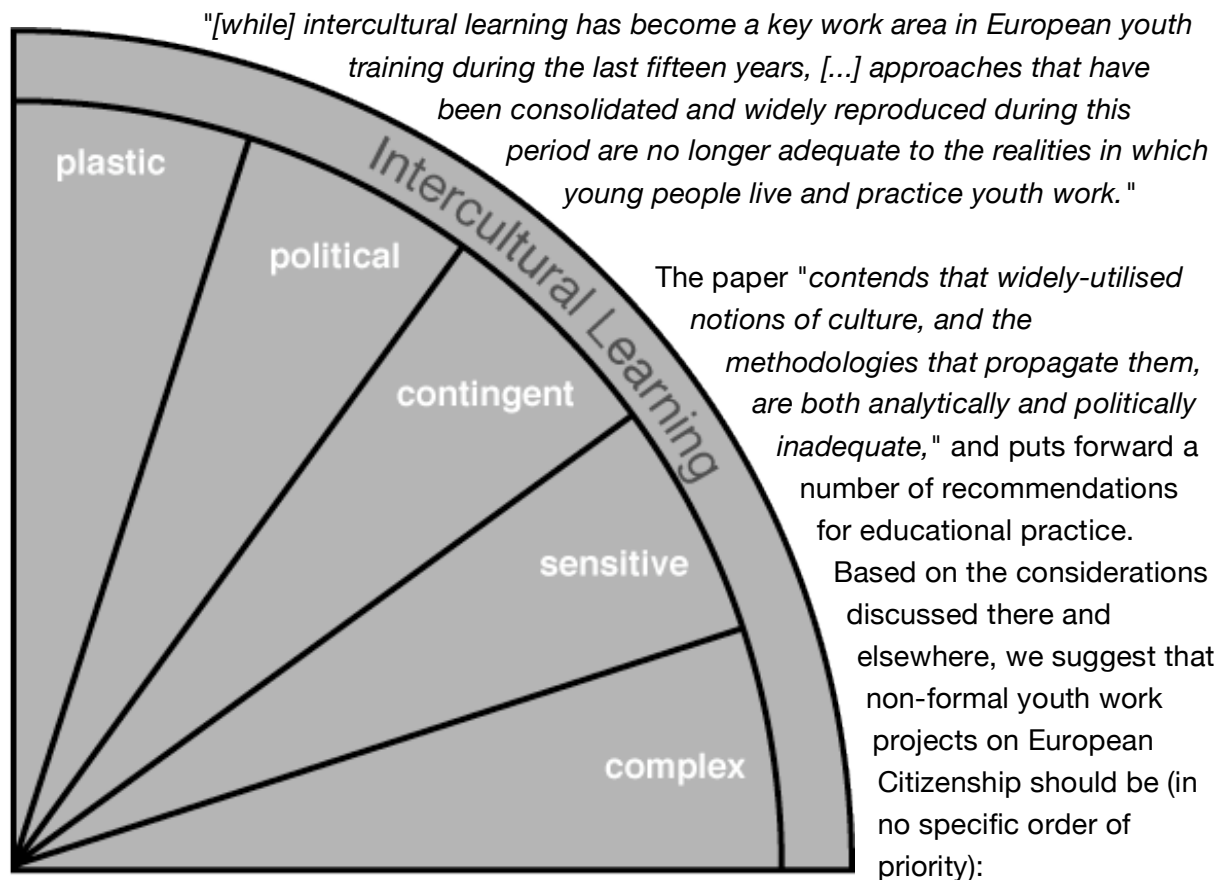 "[while] intercultural learning has become a key work area in European youth
training during the last fifteen years, [...] approaches that have
been consolidated and widely reproduced during this
period are no longer adequate to the realities in which
young people live and practice youth work."
The paper "contends that widely-utilised
notions of culture, and the
methodologies that propagate them,
are both analytically and politically
inadequate," and puts forward a
number of recommendations
for educational practice.
Based on the considerations
discussed there and
elsewhere, we suggest that
non-formal youth work
projects on European
Citizenship should be (in
no specific order of
priority):
Intercultural Learning
plastic
political
contingent
sensitive
complex